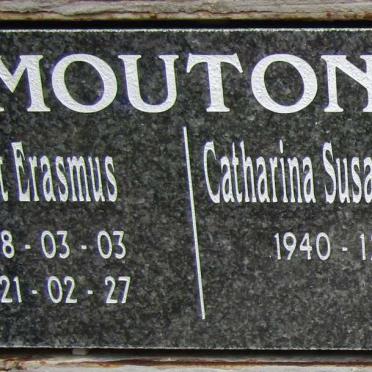 MOUTON
t Erasmus
8 - 03 - 03
21 - 02 - 27
Catharina Susa
1940 - 1